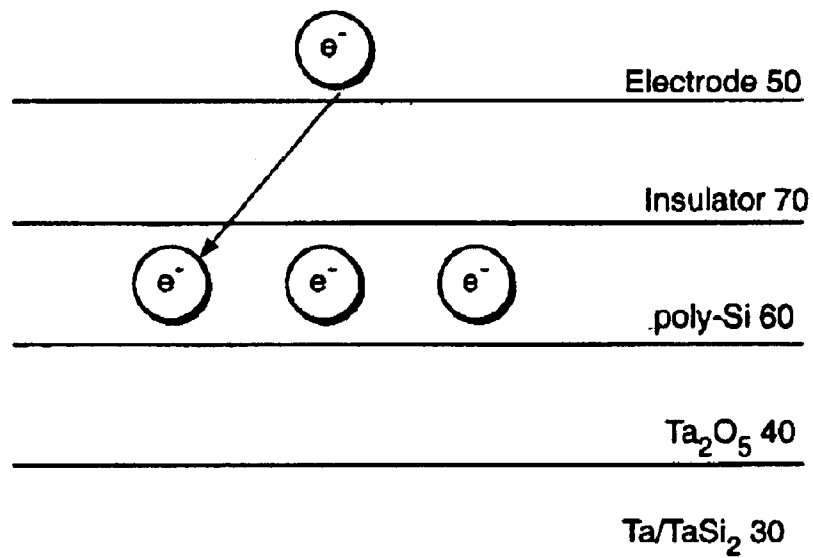 e⁻
Electrode 50
Insulator 70
e⁻ e⁻ e⁻
poly-Si 60
Ta₂O₅ 40
Ta/TaSi₂ 30